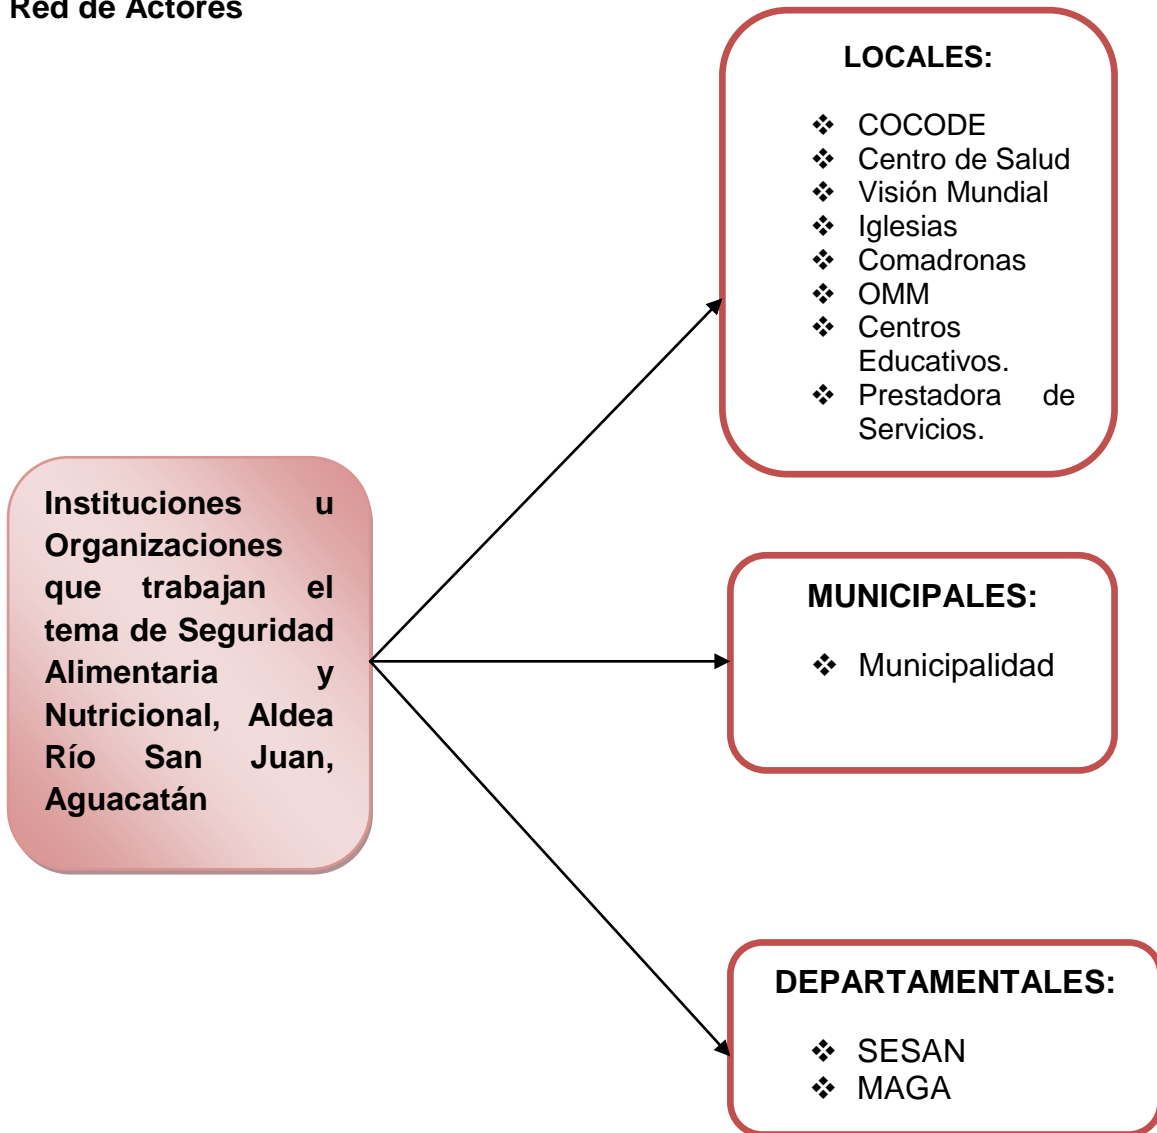 Red de Actores
LOCALES:
❖ COCODE
❖ Centro de Salud
❖ Visión Mundial
❖ Iglesias
❖ Comadronas
❖ OMM
❖ Centros
Educativos.
❖ Prestadora de
Servicios.
Instituciones u
Organizaciones
que trabajan el
tema de Seguridad
Alimentaria y
Nutricional, Aldea
Río San Juan,
Aguacatán
MUNICIPALES:
❖ Municipalidad
DEPARTAMENTALES:
❖ SESAN
❖ MAGA